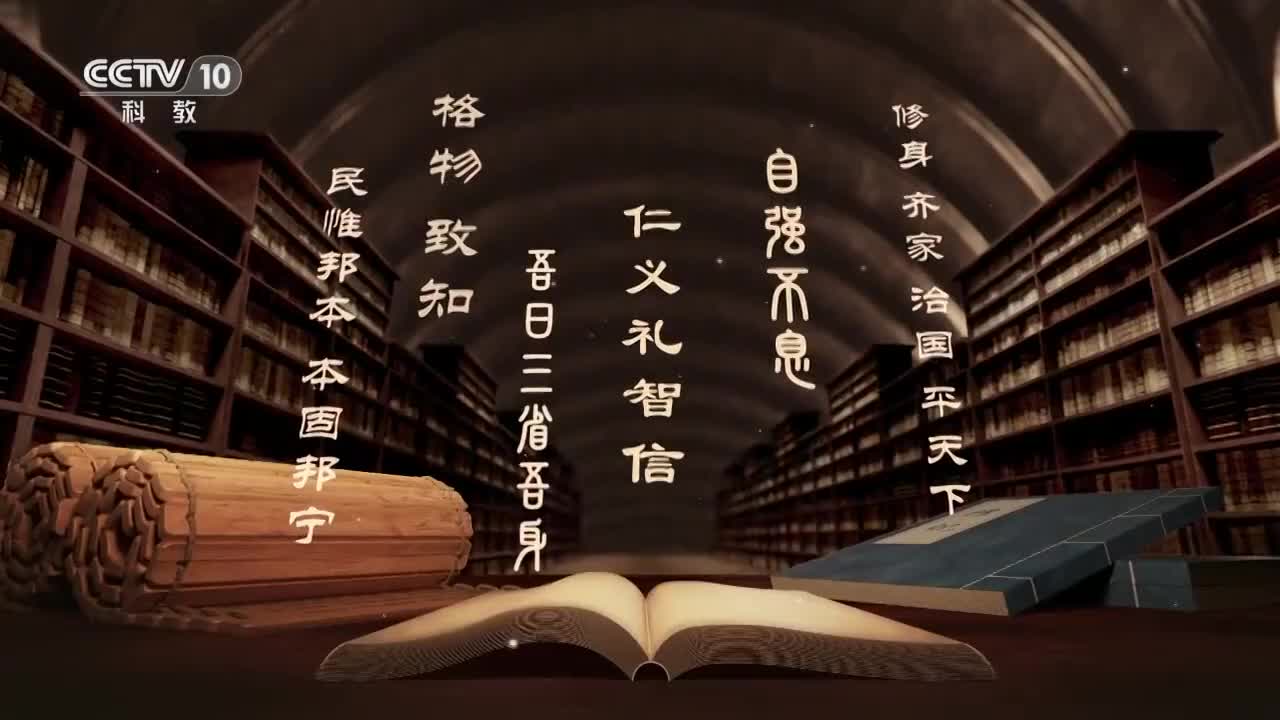 CCTV 10
科教
修身 齐家 治国 平天下
自强不息
仁义礼智信
吾日三省吾身
格物致知
民惟邦本 本固邦宁